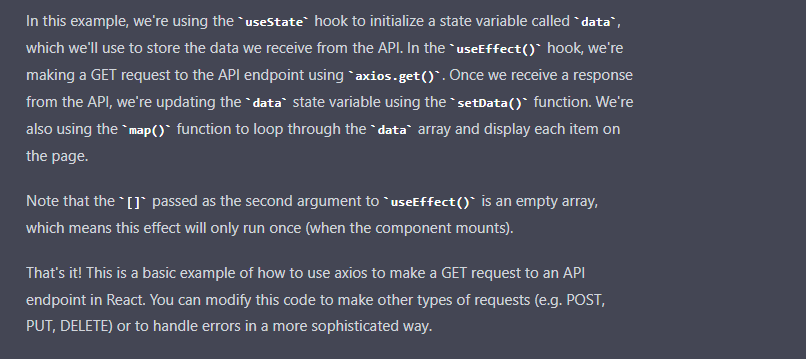 In this example, we're using the `useState` hook to initialize a state variable called `data`,
which we'll use to store the data we receive from the API. In the `useEffect()` hook, we're
making a GET request to the API endpoint using `axios.get()`. Once we receive a response
from the API, we're updating the `data` state variable using the `setData()` function. We're
also using the `map()` function to loop through the `data` array and display each item on
the page.
Note that the `[]` passed as the second argument to `useEffect()` is an empty array,
which means this effect will only run once (when the component mounts).
That's it! This is a basic example of how to use axios to make a GET request to an API
endpoint in React. You can modify this code to make other types of requests (e.g. POST,
PUT, DELETE) or to handle errors in a more sophisticated way.